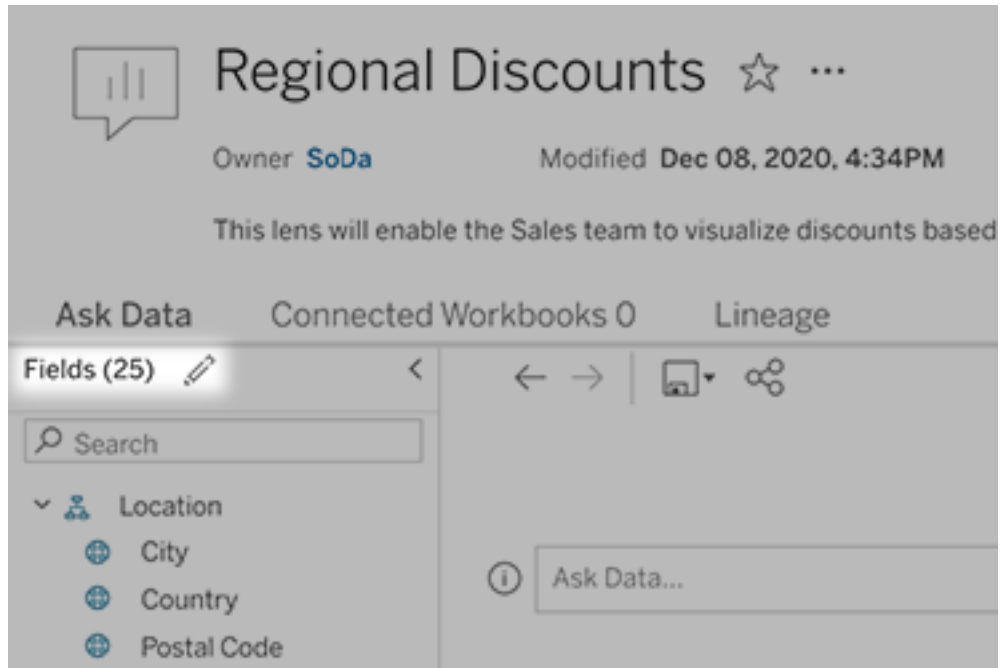 Regional Discounts
Owner SoDa Modified Dec 08, 2020, 4:34PM
This lens will enable the Sales team to visualize discounts based
Ask Data Connected Workbooks 0 Lineage
Fields (25)
Search
Location
City
Country
Postal Code
Ask Data...